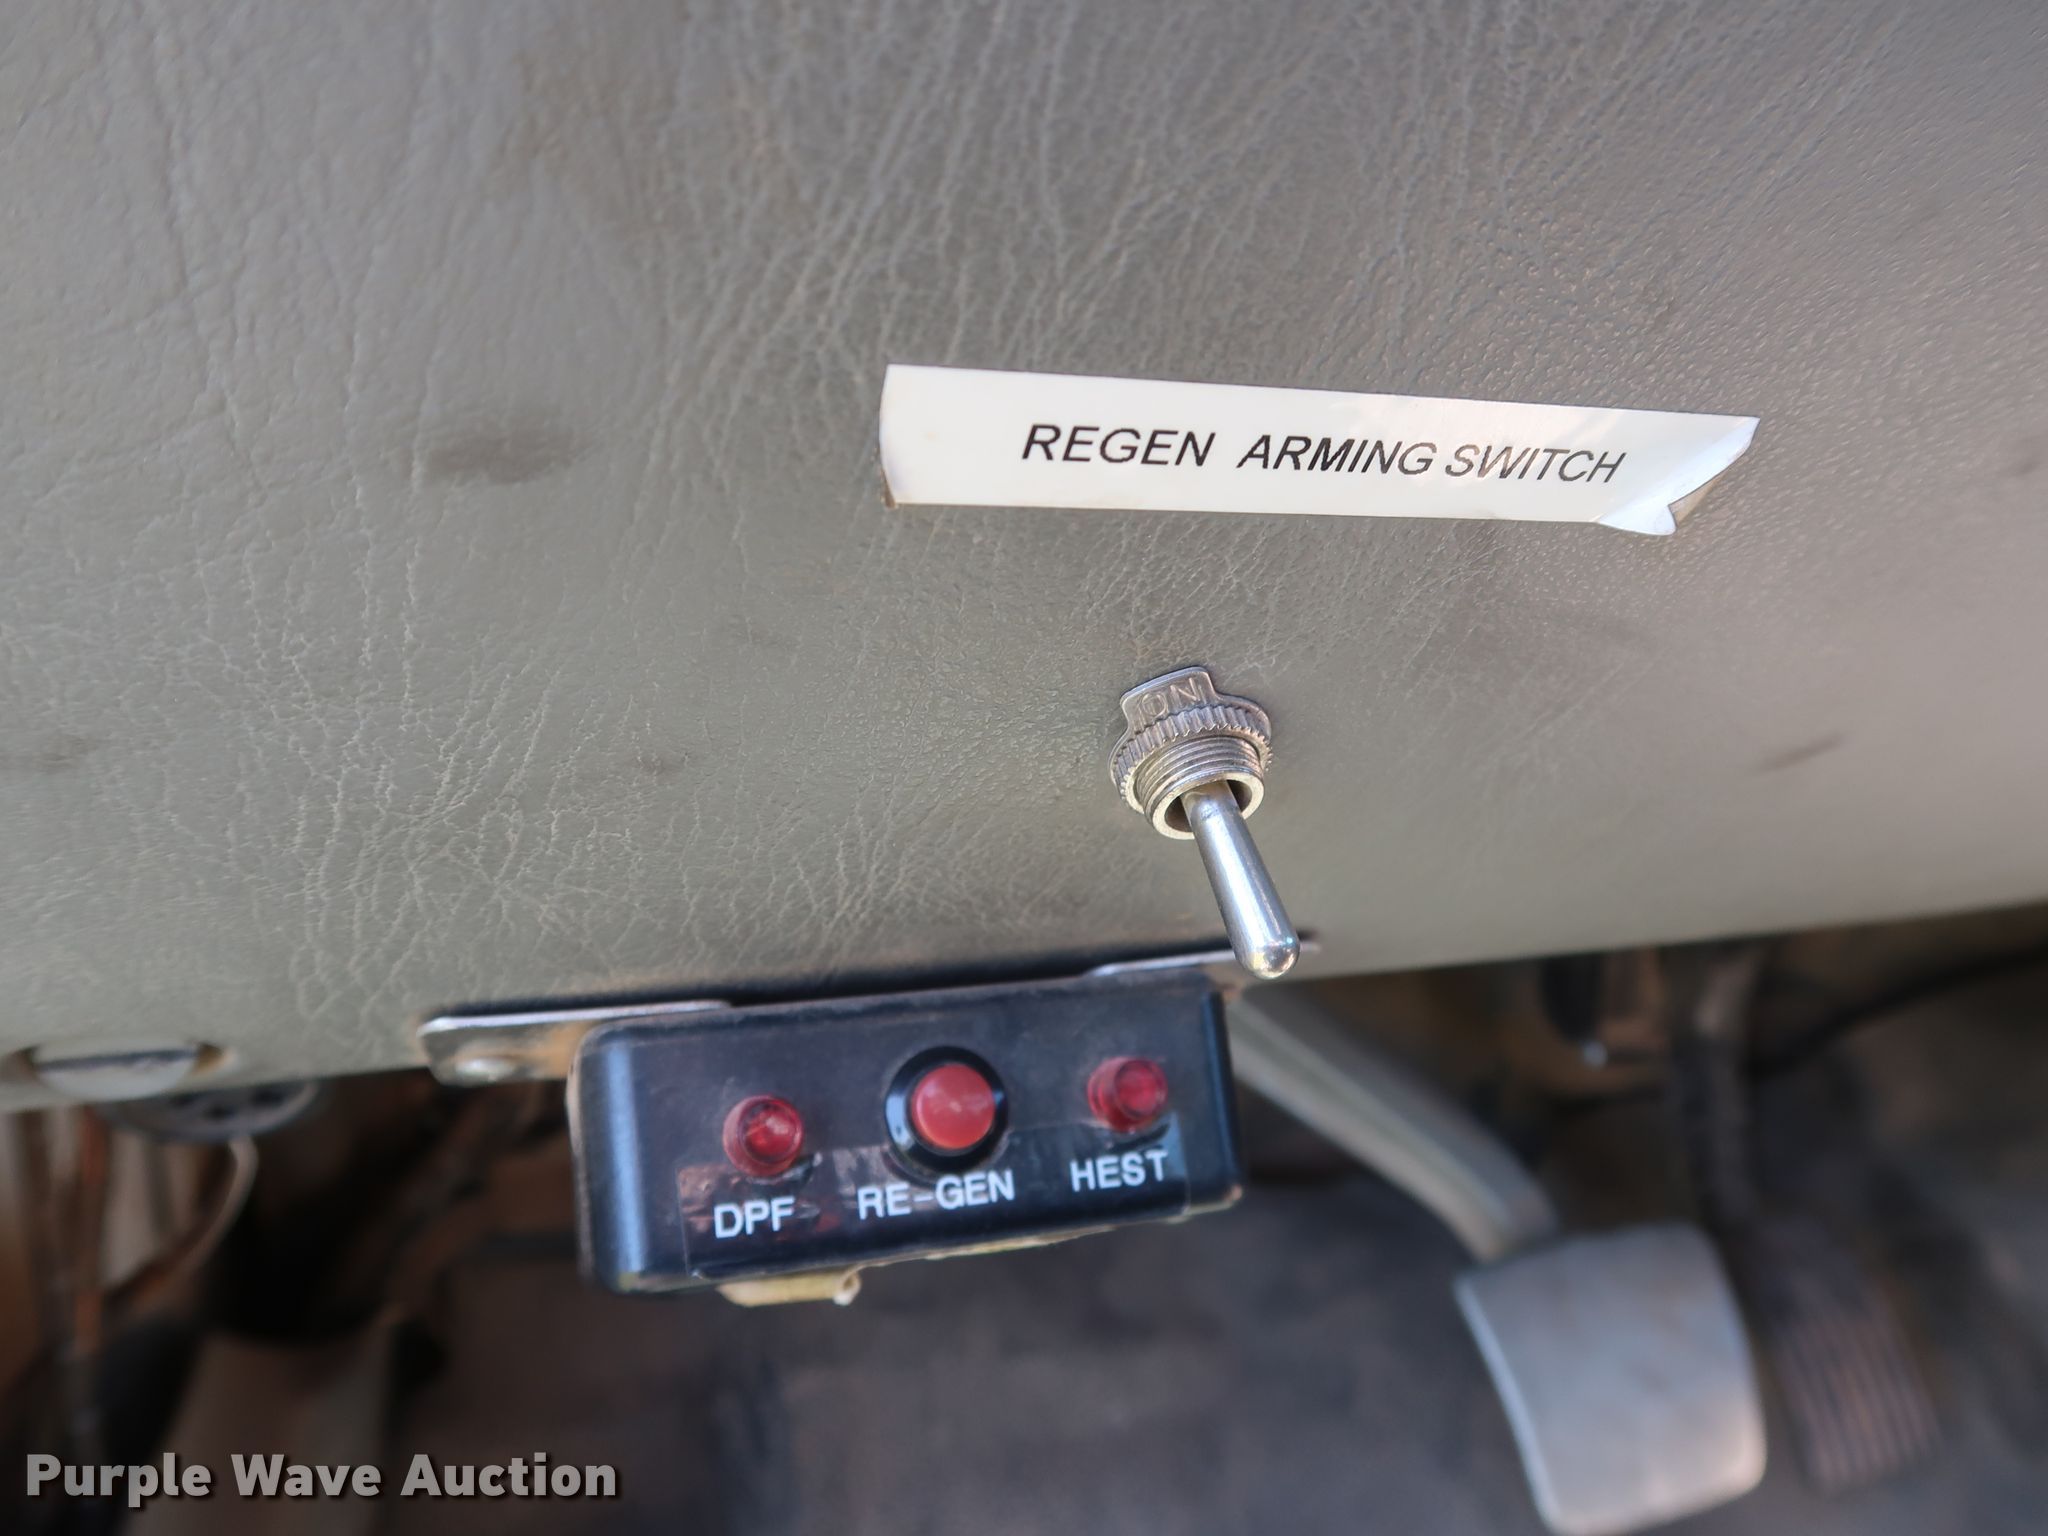 REGEN ARMING SWITCH
ON
DPF RE-GEN HEST
Purple Wave Auction